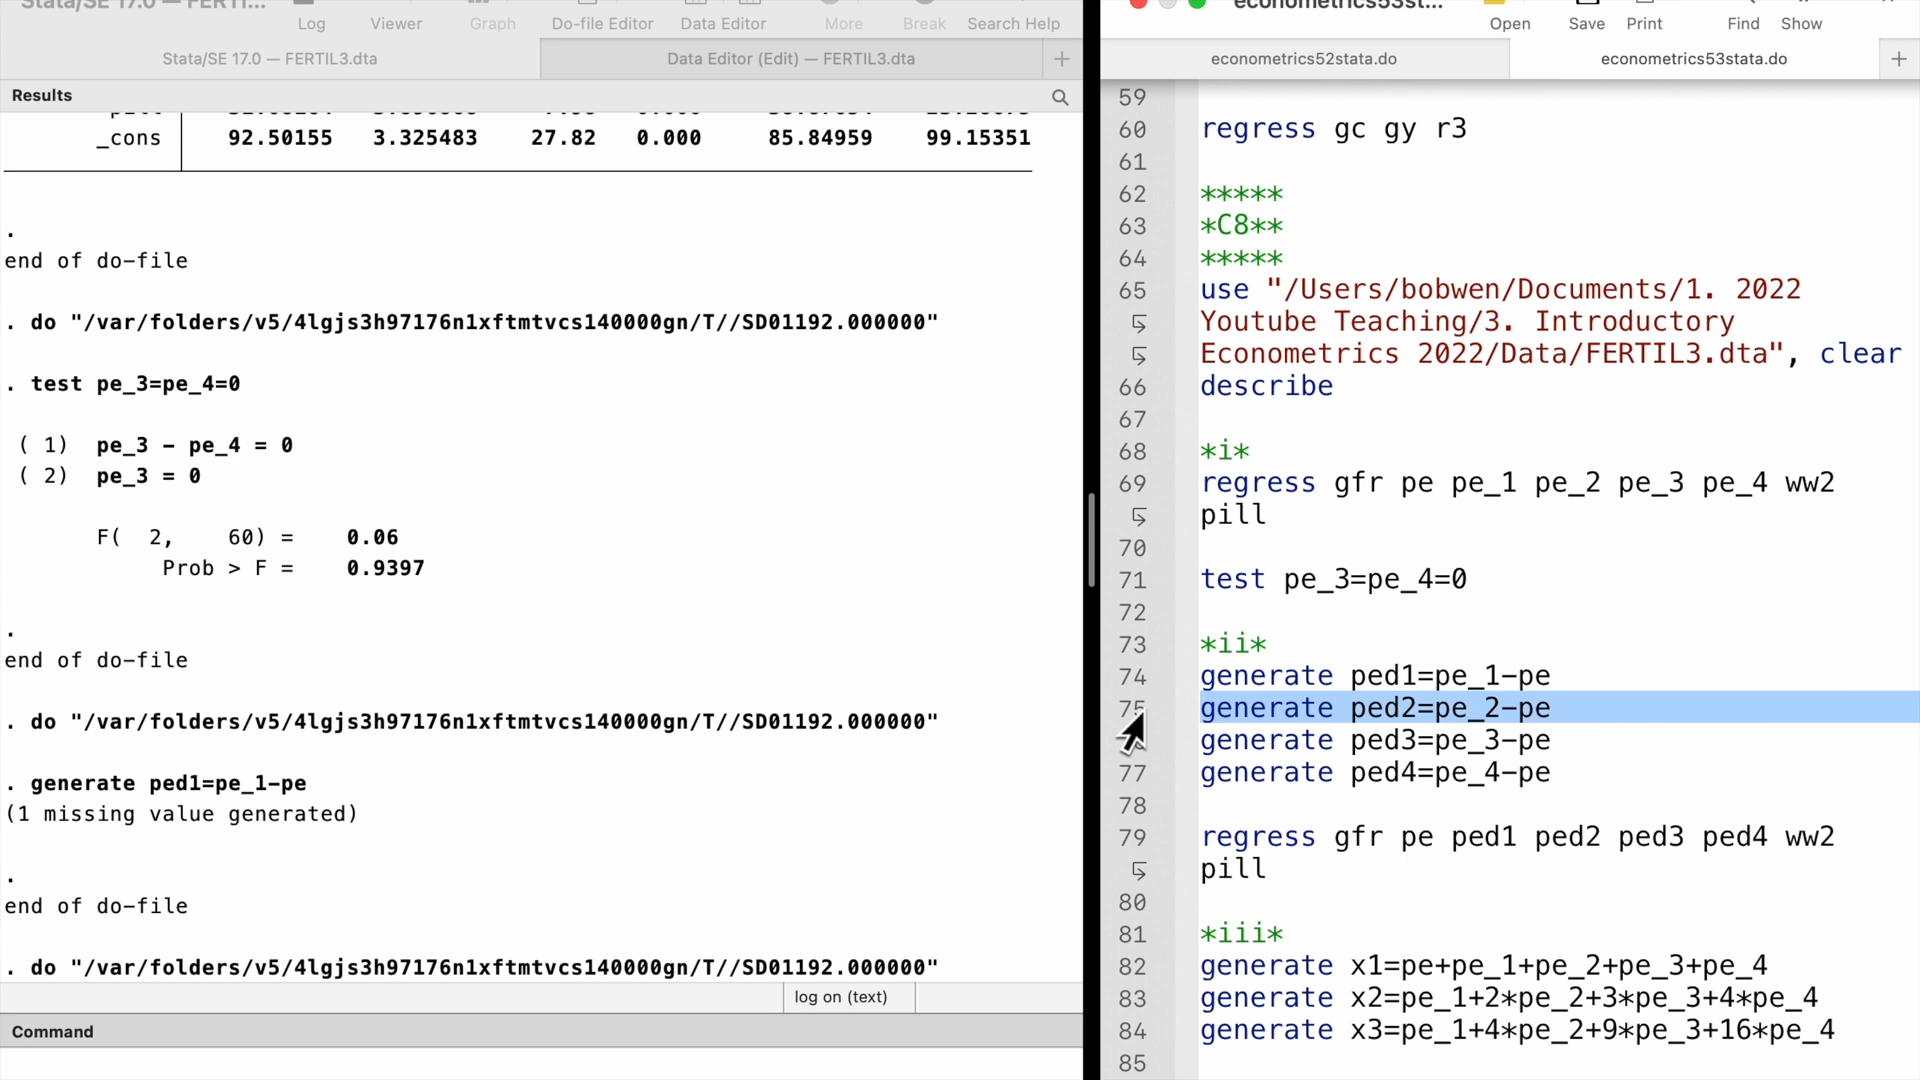 Stata/SE 17.0 — FERTIL3.dta
Log
Viewer
Graph
Do-file Editor
Data Editor
More
Break
Search Help
Stata/SE 17.0 — FERTIL3.dta
Data Editor (Edit) — FERTIL3.dta
+
Results
_cons 92.50155 3.325483 27.82 0.000 85.84959 99.15351
.
end of do-file
. do "/var/folders/v5/4lgjs3h97176n1xftmtvcs140000gn/T//SD01192.000000"
. test pe_3=pe_4=0
( 1) pe_3 - pe_4 = 0
( 2) pe_3 = 0
F( 2, 60) = 0.06
Prob > F = 0.9397
.
end of do-file
. do "/var/folders/v5/4lgjs3h97176n1xftmtvcs140000gn/T//SD01192.000000"
. generate ped1=pe_1-pe
(1 missing value generated)
.
end of do-file
. do "/var/folders/v5/4lgjs3h97176n1xftmtvcs140000gn/T//SD01192.000000"
log on (text)
Command
econometrics53st...
Open
Save
Print
Find
Show
econometrics52stata.do
econometrics53stata.do
+
59
60 regress gc gy r3
61
62 *****
63 *C8**
64 *****
65 use "/Users/bobwen/Documents/1. 2022
Youtube Teaching/3. Introductory
Econometrics 2022/Data/FERTIL3.dta", clear
66 describe
67
68 *i*
69 regress gfr pe pe_1 pe_2 pe_3 pe_4 ww2
pill
70
71 test pe_3=pe_4=0
72
73 *ii*
74 generate ped1=pe_1-pe
75 generate ped2=pe_2-pe
generate ped3=pe_3-pe
77 generate ped4=pe_4-pe
78
79 regress gfr pe ped1 ped2 ped3 ped4 ww2
pill
80
81 *iii*
82 generate x1=pe+pe_1+pe_2+pe_3+pe_4
83 generate x2=pe_1+2*pe_2+3*pe_3+4*pe_4
84 generate x3=pe_1+4*pe_2+9*pe_3+16*pe_4
85